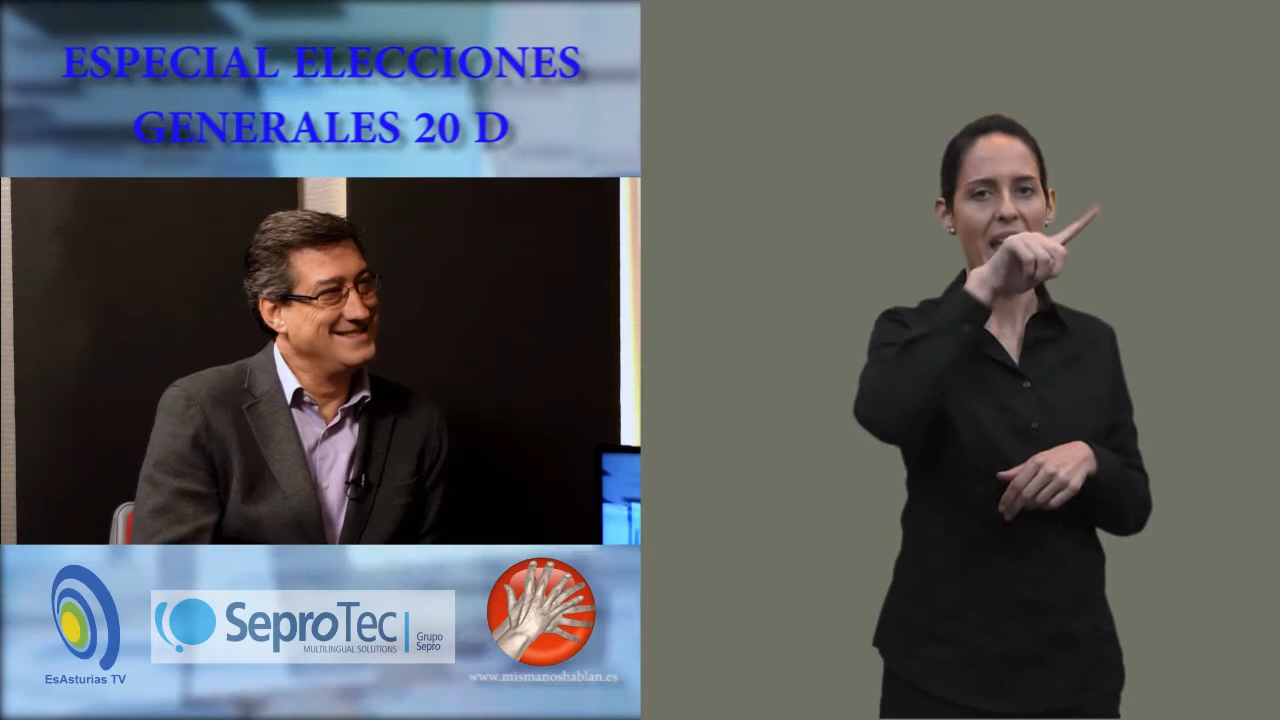 ESPECIAL ELECCIONES
GENERALES 20 D
EsAsturias TV
SeproTec
MULTILINGUAL SOLUTIONS
Grupo
Sepro
www.mismanoshablan.es